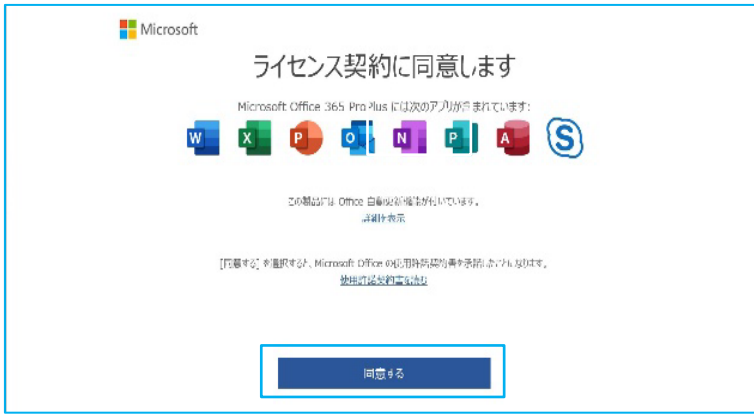 Microsoft
ライセンス契約に同意します
Microsoft Office 365 ProPlus には次のアプリが含まれています:
W X P O N P A S
この製品には Office 自動更新機能が付いています。
詳細を表示
[同意する] を選択すると、Microsoft Office の使用許諾契約書を承諾したことになります。
使用許諾契約書を読む
同意する